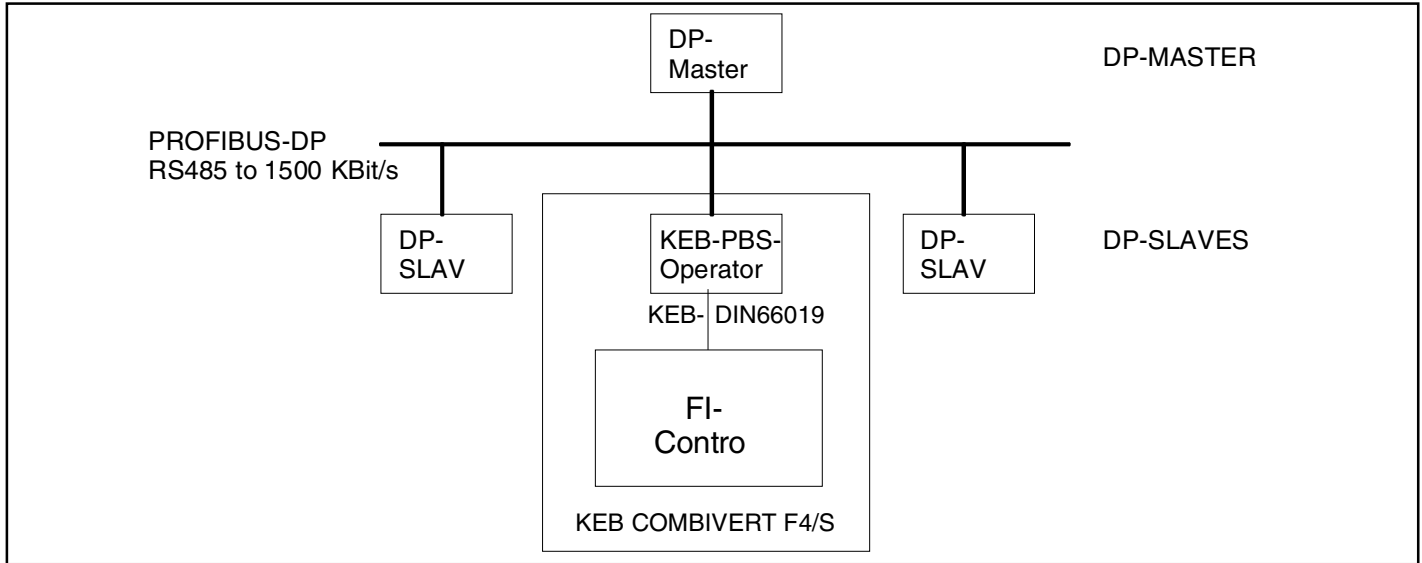 DP-
Master
DP-MASTER
PROFIBUS-DP
RS485 to 1500 KBit/s
DP-
SLAV
KEB-PBS-
Operator
DP-
SLAV
DP-SLAVES
KEB- DIN66019
FI-
Contro
KEB COMBIVERT F4/S